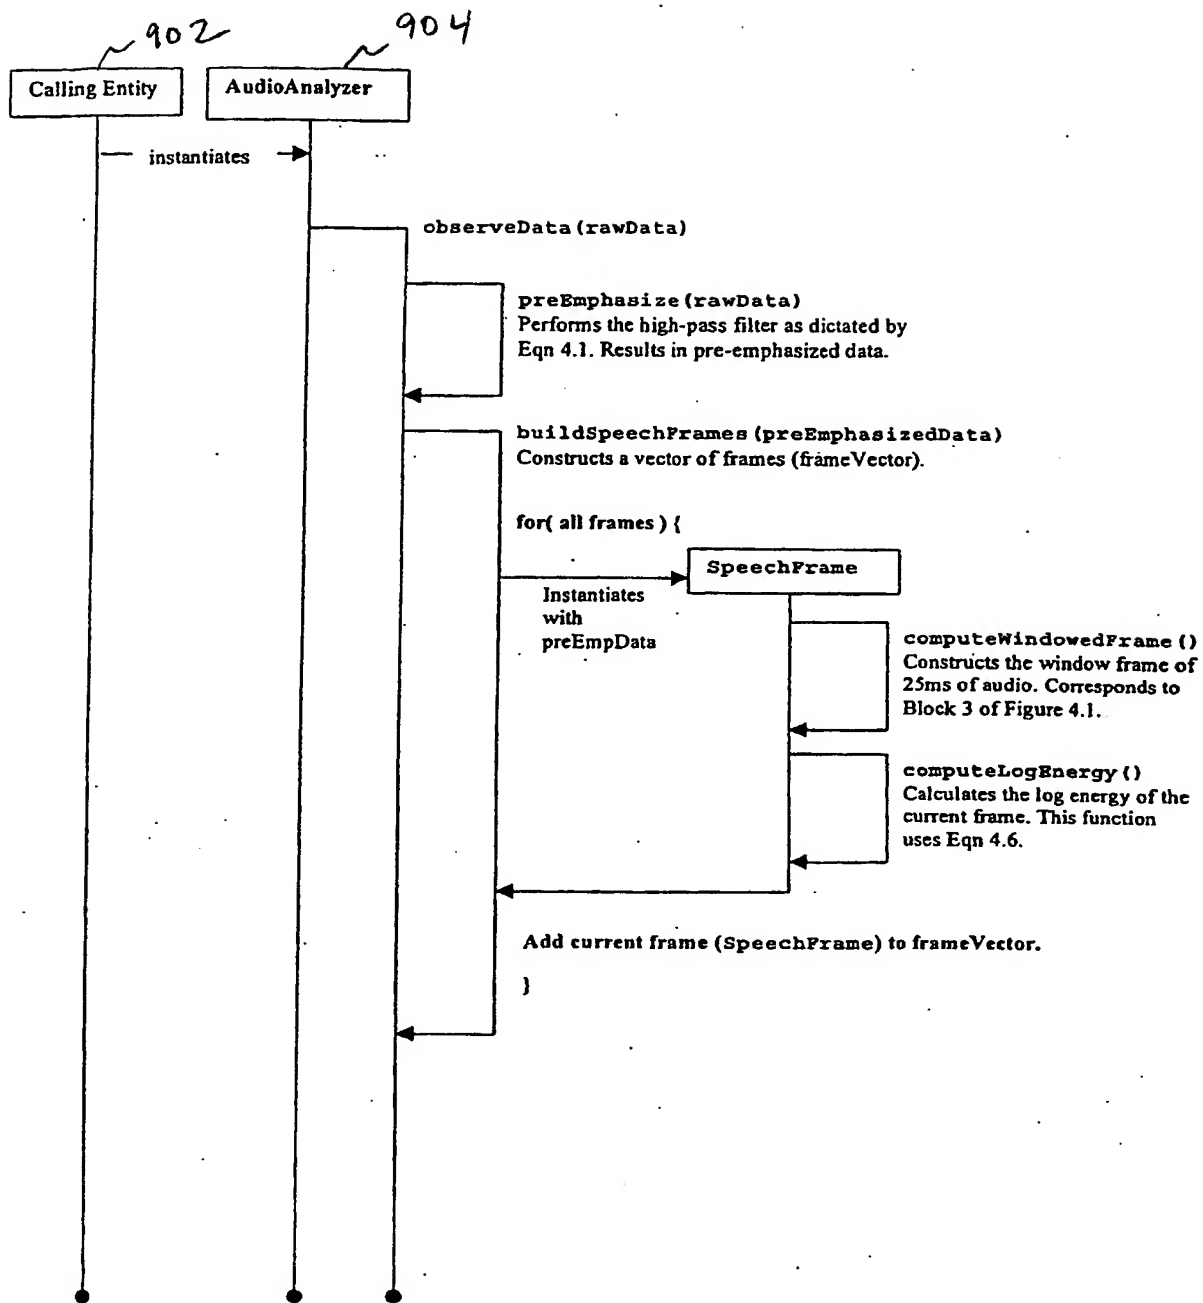 902
904
Calling Entity
AudioAnalyzer
instantiates
observeData(rawData)
preEmphasize(rawData)
Performs the high-pass filter as dictated by
Eqn 4.1. Results in pre-emphasized data.
buildSpeechFrames(preEmphasizedData)
Constructs a vector of frames (frameVector).
for( all frames ) {
SpeechFrame
Instantiates
with
preEmpData
computeWindowedFrame()
Constructs the window frame of
25ms of audio. Corresponds to
Block 3 of Figure 4.1.
computeLogEnergy()
Calculates the log energy of the
current frame. This function
uses Eqn 4.6.
Add current frame (SpeechFrame) to frameVector.
}